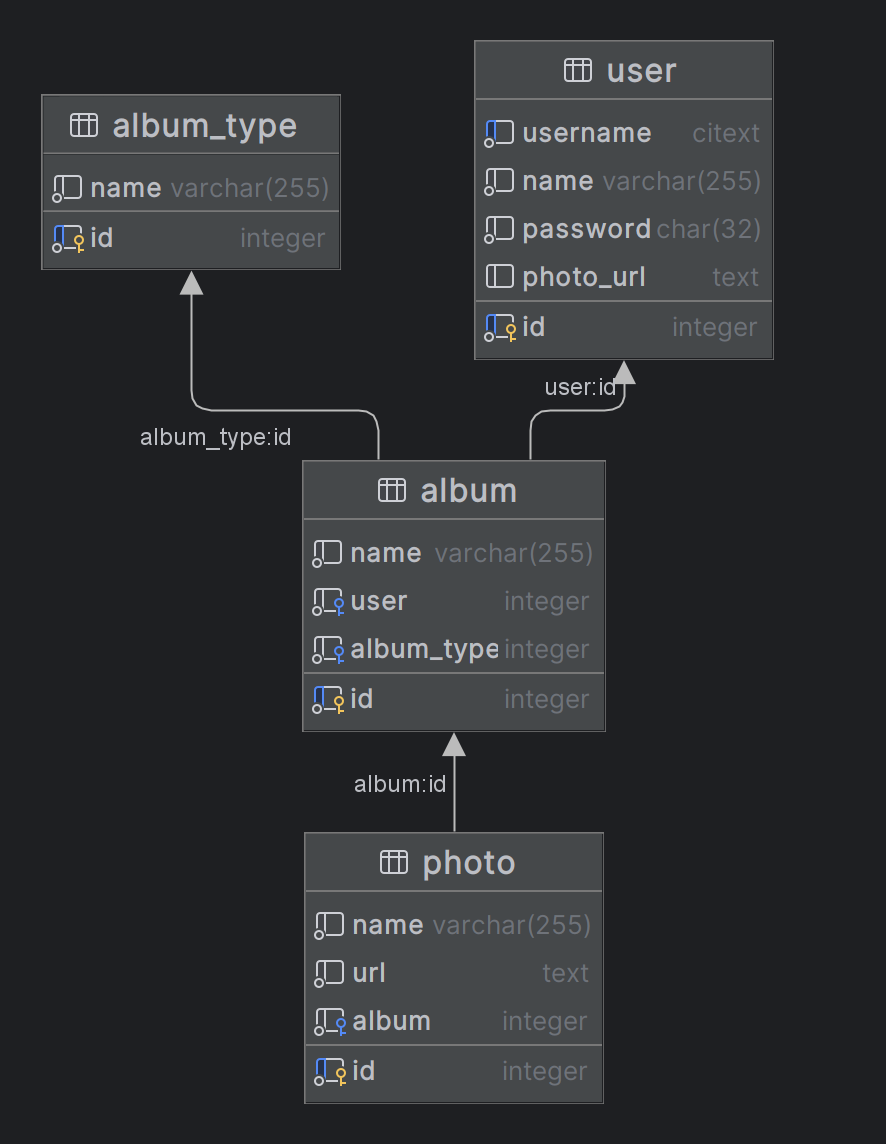 album_type
name varchar(255)
id integer
user
username citext
name varchar(255)
password char(32)
photo_url text
id integer
user:id
album_type:id
album
name varchar(255)
user integer
album_type integer
id integer
album:id
photo
name varchar(255)
url text
album integer
id integer